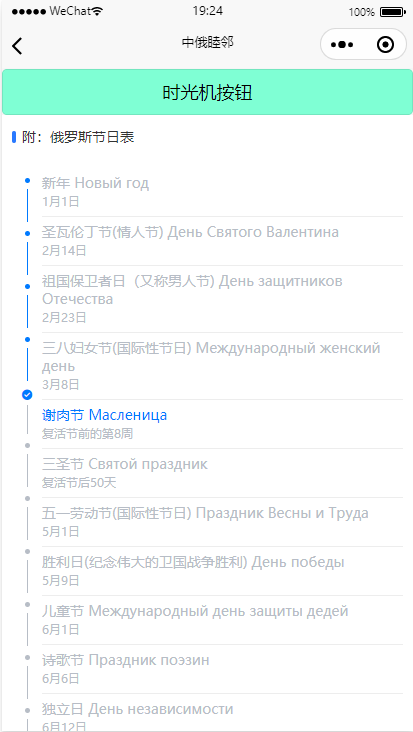 WeChat 19:24 100%
中俄睦邻
时光机按钮
附：俄罗斯节日表
新年 Новый год
1月1日
圣瓦伦丁节(情人节) День Святого Валентина
2月14日
祖国保卫者日（又称男人节) День защитников
Отечества
2月23日
三八妇女节(国际性节日) Международный женский
день
3月8日
谢肉节 Масленица
复活节前的第8周
三圣节 Святой праздник
复活节后50天
五一劳动节(国际性节日) Праздник Весны и Труда
5月1日
胜利日(纪念伟大的卫国战争胜利) День победы
5月9日
儿童节 Международный день защиты дедей
6月1日
诗歌节 Праздник поэзин
6月6日
独立日 День независимости
6月12日